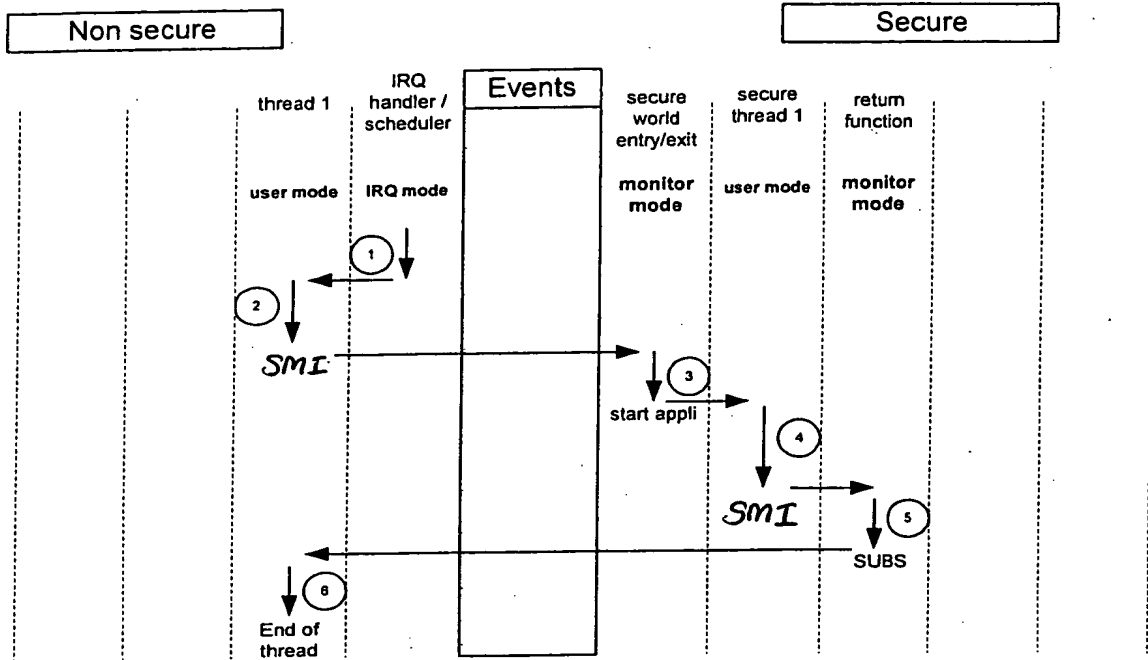 Non secure
Secure
Events
thread 1
IRQ
handler /
scheduler
secure
world
entry/exit
secure
thread 1
return
function
user mode
IRQ mode
monitor
mode
user mode
monitor
mode
1
2
SMI
3
start appli
4
SMI
5
SUBS
6
End of
thread